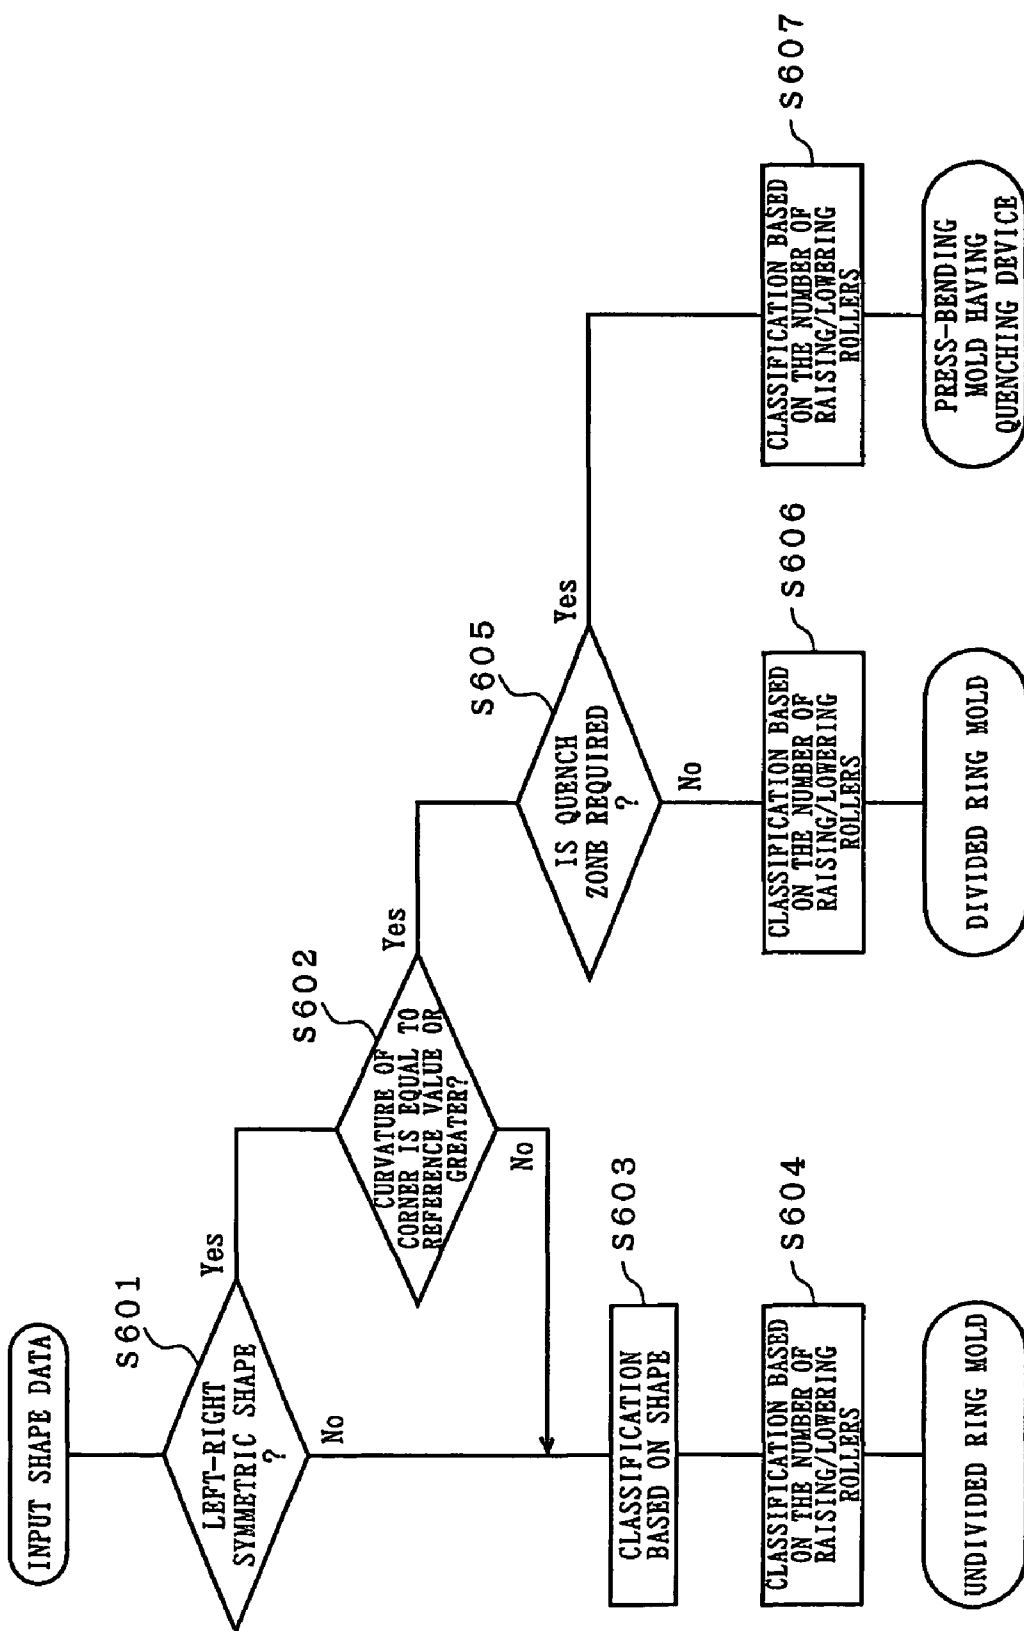 INPUT SHAPE DATA
S601
LEFT-RIGHT
SYMMETRIC SHAPE
?
Yes
No
S602
CURVATURE OF
CORNER IS EQUAL TO
REFERENCE VALUE OR
GREATER?
Yes
No
S605
IS QUENCH
ZONE REQUIRED
?
Yes
No
S603
CLASSIFICATION
BASED ON SHAPE
S604
CLASSIFICATION BASED
ON THE NUMBER OF
RAISING/LOWERING
ROLLERS
UNDIVIDED RING MOLD
S606
CLASSIFICATION BASED
ON THE NUMBER OF
RAISING/LOWERING
ROLLERS
DIVIDED RING MOLD
S607
CLASSIFICATION BASED
ON THE NUMBER OF
RAISING/LOWERING
ROLLERS
PRESS-BENDING
MOLD HAVING
QUENCHING DEVICE